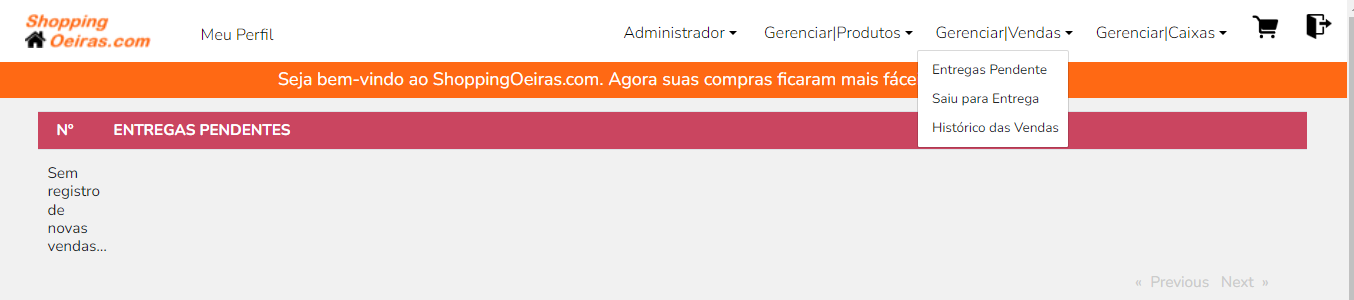 Shopping
Oeiras.com
Meu Perfil
Administrador
Gerenciar|Produtos
Gerenciar|Vendas
Gerenciar|Caixas
Entregas Pendente
Saiu para Entrega
Histórico das Vendas
Seja bem-vindo ao ShoppingOeiras.com. Agora suas compras ficaram mais fáce
Nº ENTREGAS PENDENTES
Sem
registro
de
novas
vendas...
« Previous Next »